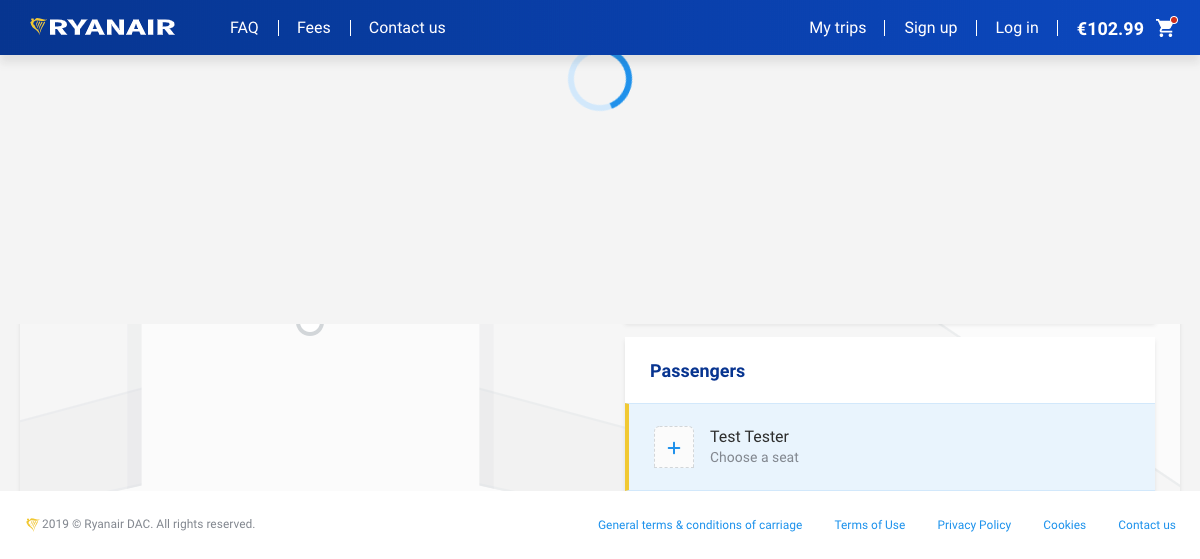 RYANAIR FAQ Fees Contact us My trips Sign up Log in €102.99
Passengers
Test Tester
Choose a seat
2019 © Ryanair DAC. All rights reserved. General terms & conditions of carriage Terms of Use Privacy Policy Cookies Contact us